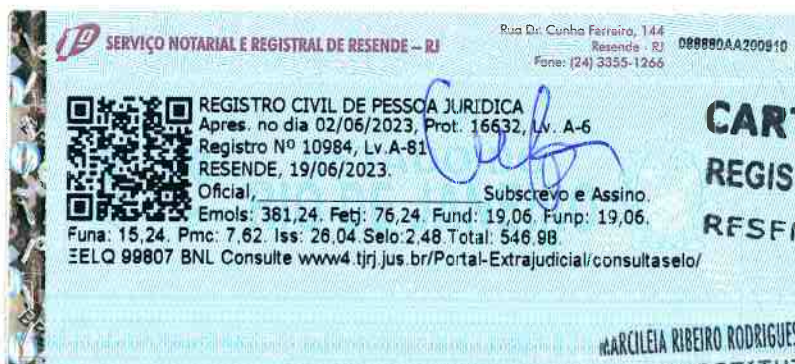 1º SERVIÇO NOTARIAL E REGISTRAL DE RESENDE – RJ
Rua Dr. Cunha Ferreira, 144
Resende - RJ
Fone: (24) 3355-1266
088880AA200910
REGISTRO CIVIL DE PESSOA JURIDICA
Apres. no dia 02/06/2023, Prot. 16632, Lv. A-6
Registro Nº 10984, Lv.A-81
RESENDE, 19/06/2023.
Oficial,____________________Subscrevo e Assino.
Emols: 381,24. Fetj: 76,24. Fund: 19,06. Funp: 19,06.
Funa: 15,24. Pmc: 7,62. Iss: 26,04.Selo:2,48.Total: 546,98.
EELQ 99807 BNL Consulte www4.tjrj.jus.br/Portal-Extrajudicial/consultaselo/
CART
REGIS
RESE
MARCILEIA RIBEIRO RODRIGUES